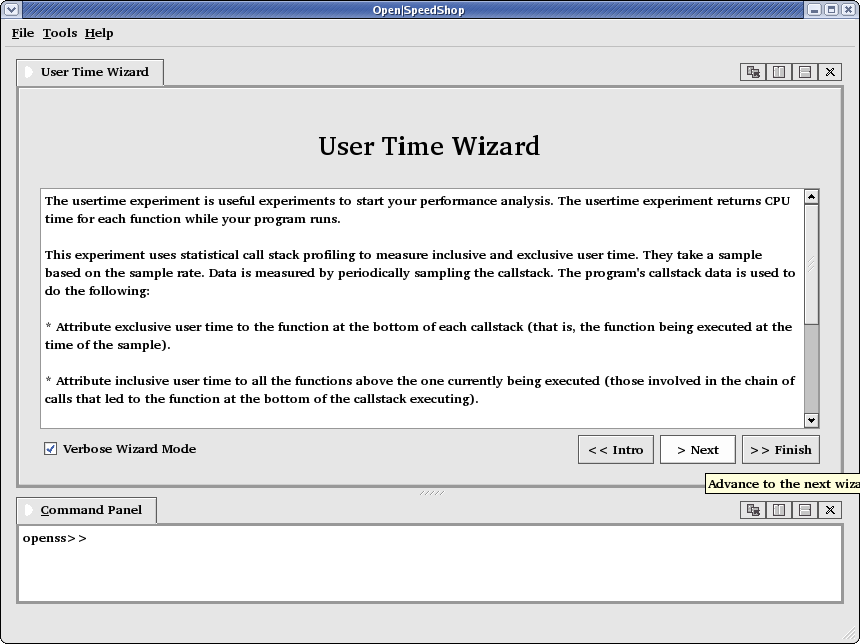 Open|SpeedShop
File Tools Help
User Time Wizard
User Time Wizard
The usertime experiment is useful experiments to start your performance analysis. The usertime experiment returns CPU
time for each function while your program runs.
This experiment uses statistical call stack profiling to measure inclusive and exclusive user time. They take a sample
based on the sample rate. Data is measured by periodically sampling the callstack. The program's callstack data is used to
do the following:
* Attribute exclusive user time to the function at the bottom of each callstack (that is, the function being executed at the
time of the sample).
* Attribute inclusive user time to all the functions above the one currently being executed (those involved in the chain of
calls that led to the function at the bottom of the callstack executing).
Verbose Wizard Mode
<< Intro
> Next
>> Finish
Advance to the next wiza
Command Panel
openss>>